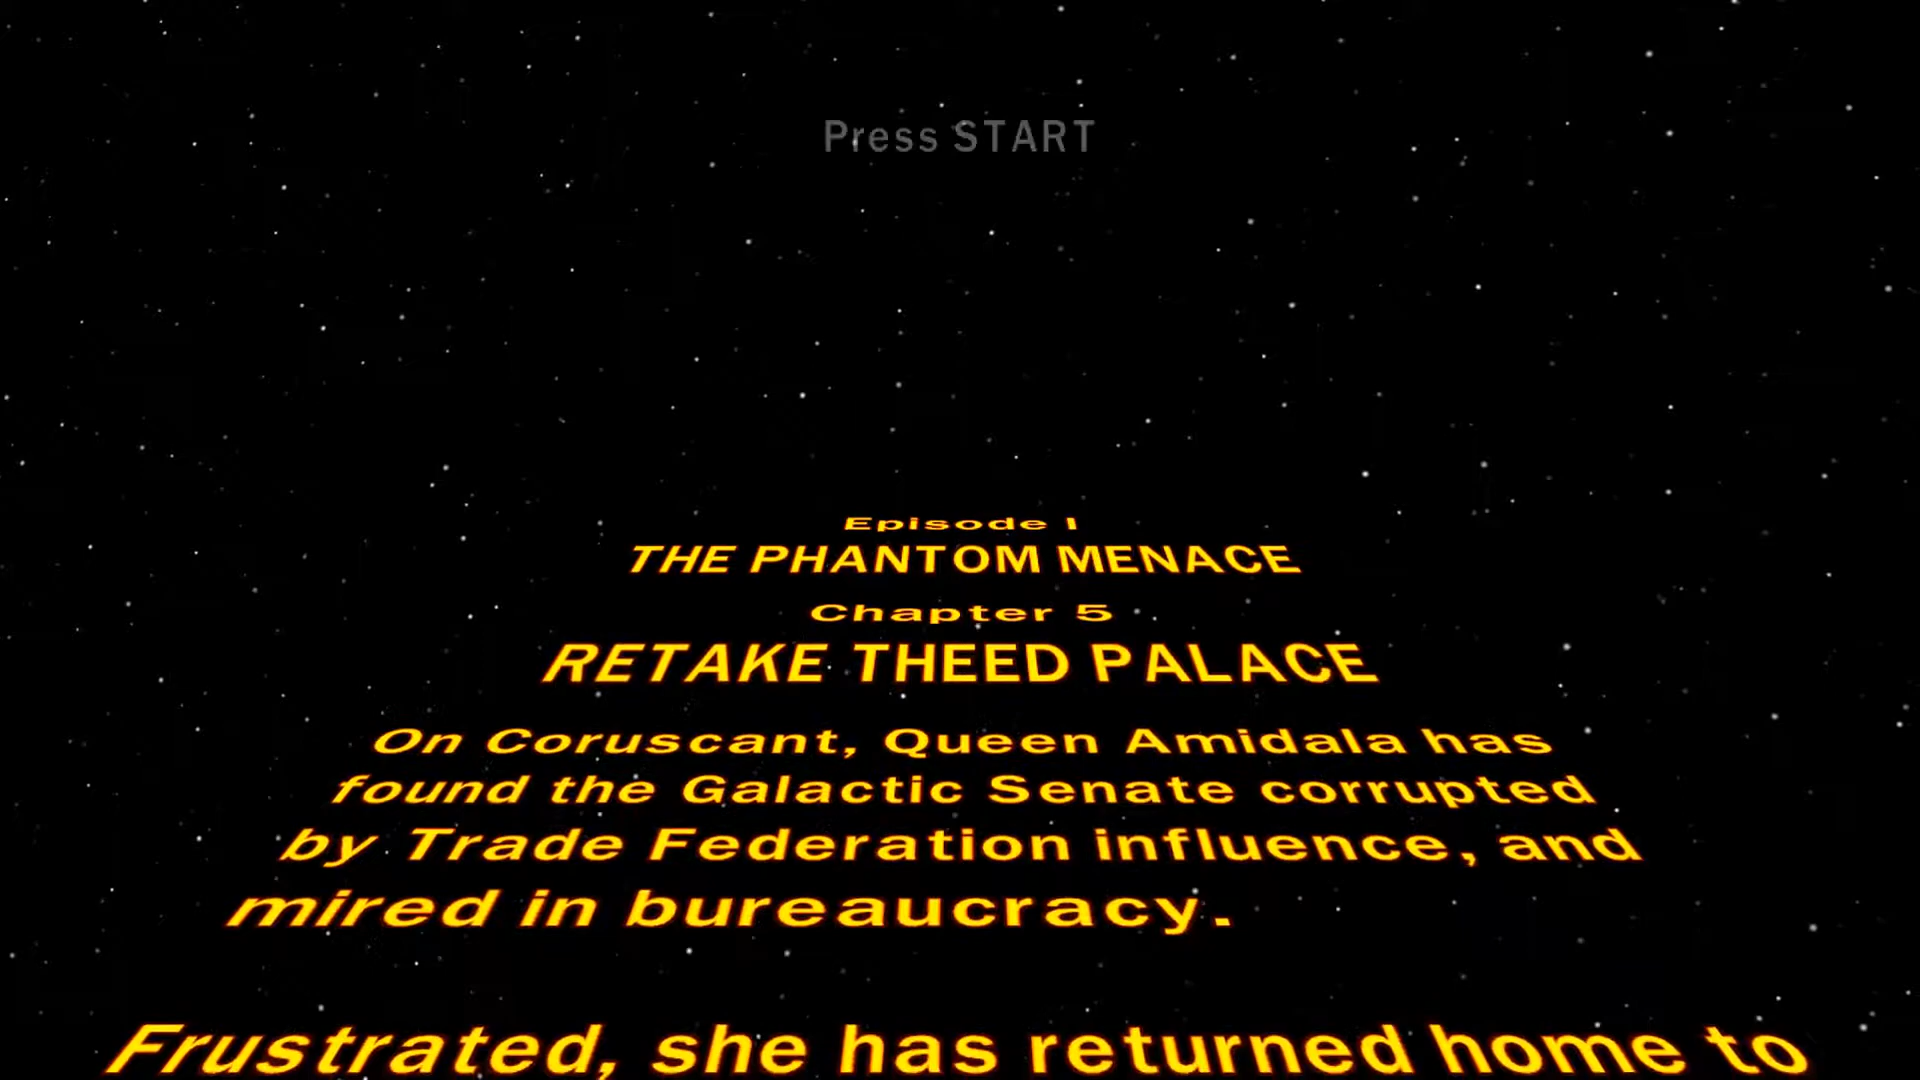 Press START
Episode I
THE PHANTOM MENACE
Chapter 5
RETAKE THEED PALACE
On Coruscant, Queen Amidala has
found the Galactic Senate corrupted
by Trade Federation influence, and
mired in bureaucracy.
Frustrated, she has returned home to